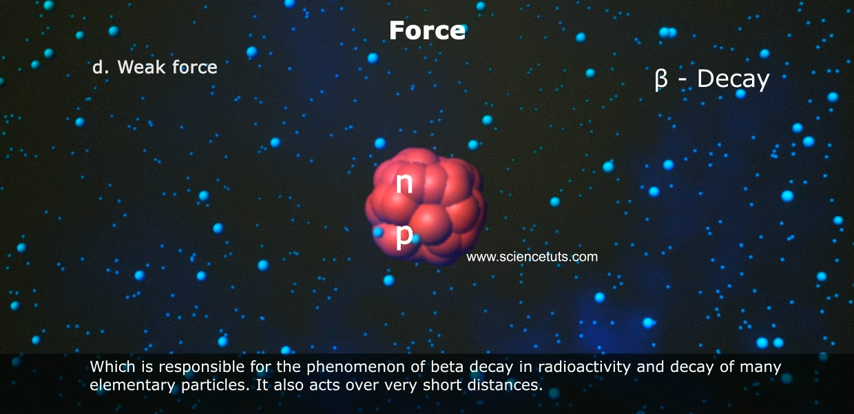 Force
d. Weak force
β - Decay
n
p
www.sciencetuts.com
Which is responsible for the phenomenon of beta decay in radioactivity and decay of many
elementary particles. It also acts over very short distances.